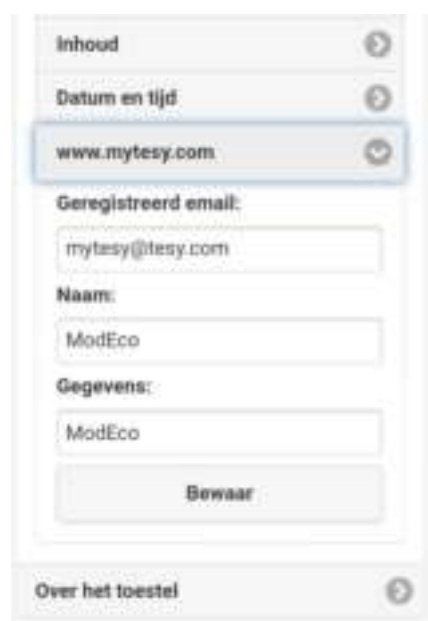 Inhoud
Datum en tijd
www.mytesy.com
Geregistreerd email:
mytesy@tesy.com
Naam:
ModEco
Gegevens:
ModEco
Bewaar
Over het toestel